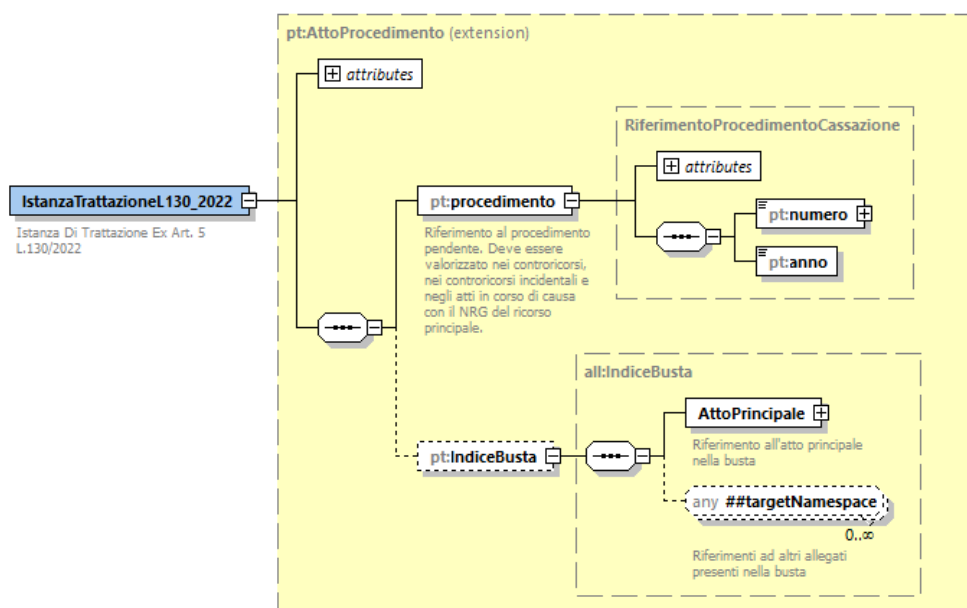 pt:AttoProcedimento (extension)
attributes
RiferimentoProcedimentoCassazione
attributes
IstanzaTrattazioneL130_2022
Istanza Di Trattazione Ex Art. 5
L.130/2022
pt:procedimento
Riferimento al procedimento
pendente. Deve essere
valorizzato nei controricorsi,
nei controricorsi incidentali e
negli atti in corso di causa
con il NRG del ricorso
principale.
pt:numero
pt:anno
all:IndiceBusta
AttoPrincipale
Riferimento all'atto principale
nella busta
pt:IndiceBusta
any ##targetNamespace
0..∞
Riferimenti ad altri allegati
presenti nella busta